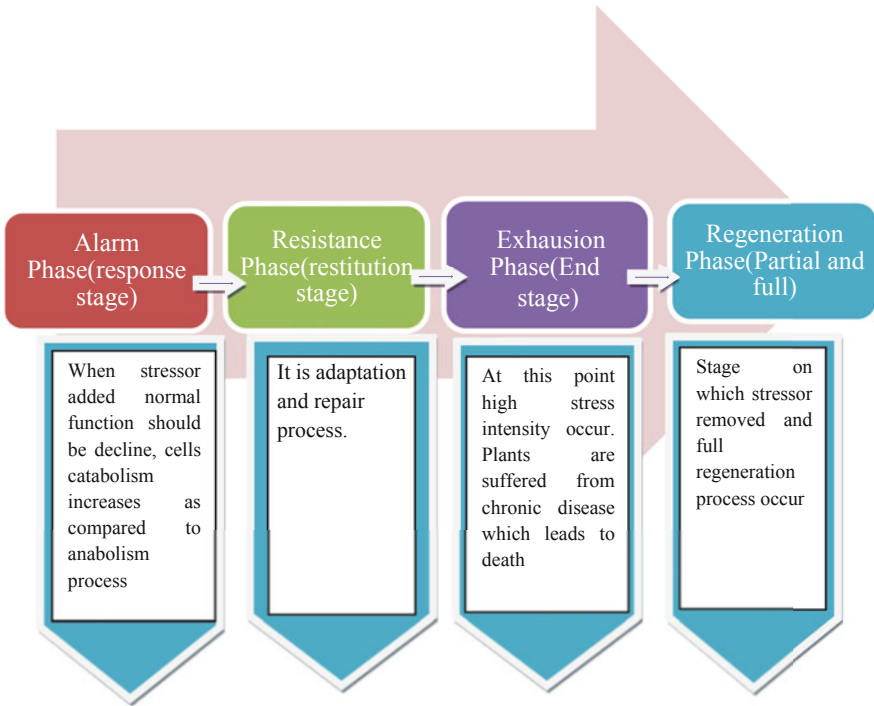 Alarm
Phase(response
stage)
Resistance
Phase(restitution
stage)
Exhausion
Phase(End
stage)
Regeneration
Phase(Partial and
full)
When stressor
added normal
function should
be decline, cells
catabolism
increases as
compared to
anabolism
process
It is adaptation
and repair
process.
At this point
high stress
intensity occur.
Plants are
suffered from
chronic disease
which leads to
death
Stage on
which stressor
removed and
full
regeneration
process occur